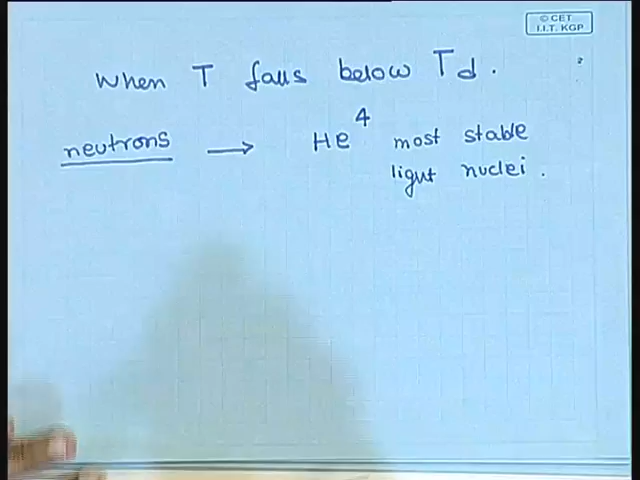 © CET
I.I.T. KGP
When T falls below Td.
neutrons → He⁴ most stable
light nuclei.